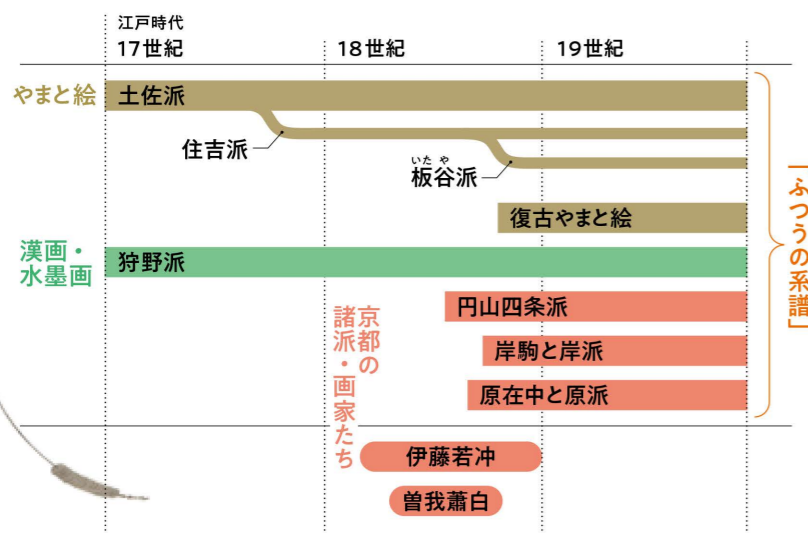 江戸時代
17世紀
18世紀
19世紀
やまと絵
土佐派
住吉派
いたや
板谷派
復古やまと絵
漢画・
水墨画
狩野派
京都の
諸派・画家たち
円山四条派
岸駒と岸派
原在中と原派
伊藤若冲
曽我蕭白
「ふつうの系譜」